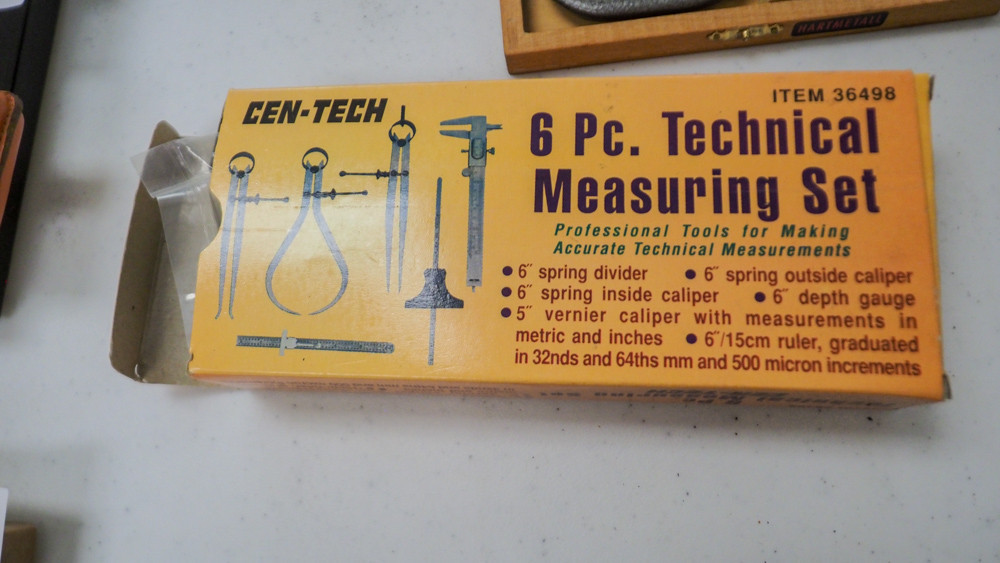 HARTMETALL
CEN-TECH
ITEM 36498
6 Pc. Technical
Measuring Set
Professional Tools for Making
Accurate Technical Measurements
• 6″ spring divider • 6″ spring outside caliper
• 6″ spring inside caliper • 6″ depth gauge
• 5″ vernier caliper with measurements in
metric and inches • 6″/15cm ruler, graduated
in 32nds and 64ths mm and 500 micron increments